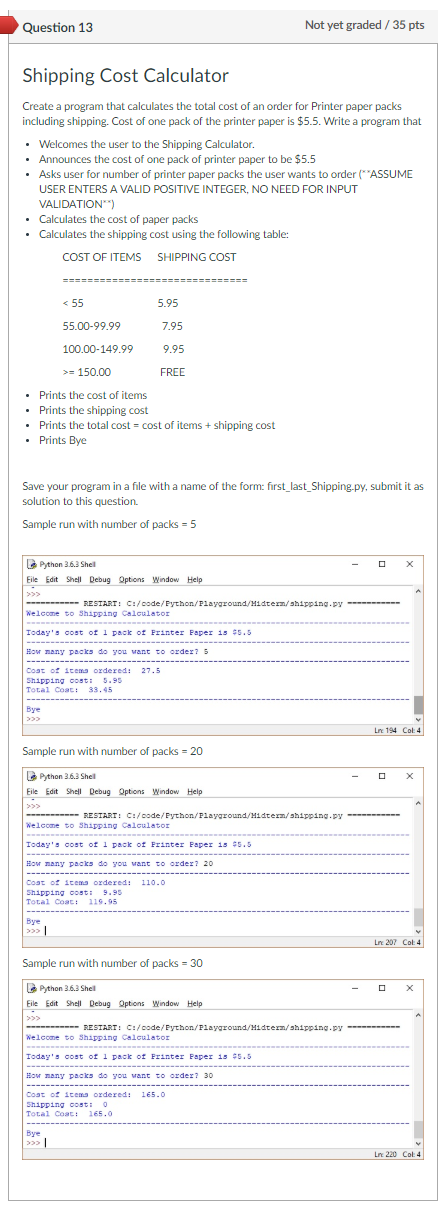 Question 13
Not yet graded / 35 pts
Shipping Cost Calculator
Create a program that calculates the total cost of an order for Printer paper packs
including shipping. Cost of one pack of the printer paper is $5.5. Write a program that
• Welcomes the user to the Shipping Calculator.
• Announces the cost of one pack of printer paper to be $5.5
• Asks user for number of printer paper packs the user wants to order (**ASSUME
USER ENTERS A VALID POSITIVE INTEGER, NO NEED FOR INPUT
VALIDATION**)
• Calculates the cost of paper packs
• Calculates the shipping cost using the following table:
COST OF ITEMS SHIPPING COST
==============================
< 55 5.95
55.00-99.99 7.95
100.00-149.99 9.95
>= 150.00 FREE
• Prints the cost of items
• Prints the shipping cost
• Prints the total cost = cost of items + shipping cost
• Prints Bye
Save your program in a file with a name of the form: first_last_Shipping.py, submit it as
solution to this question.
Sample run with number of packs = 5
Python 3.6.3 Shell
File Edit Shell Debug Options Window Help
>>>
=========== RESTART: C:/code/Python/Playground/Midterm/shipping.py ===========
Welcome to Shipping Calculator
Today's cost of 1 pack of Printer Paper is $5.5
How many packs do you want to order? 5
Cost of items ordered: 27.5
Shipping cost: 5.95
Total Cost: 33.45
Bye
>>>
Ln: 194 Col: 4
Sample run with number of packs = 20
Python 3.6.3 Shell
File Edit Shell Debug Options Window Help
>>>
=========== RESTART: C:/code/Python/Playground/Midterm/shipping.py ===========
Welcome to Shipping Calculator
Today's cost of 1 pack of Printer Paper is $5.5
How many packs do you want to order? 20
Cost of items ordered: 110.0
Shipping cost: 9.95
Total Cost: 119.95
Bye
>>>
Ln: 207 Col: 4
Sample run with number of packs = 30
Python 3.6.3 Shell
File Edit Shell Debug Options Window Help
>>>
=========== RESTART: C:/code/Python/Playground/Midterm/shipping.py ===========
Welcome to Shipping Calculator
Today's cost of 1 pack of Printer Paper is $5.5
How many packs do you want to order? 30
Cost of items ordered: 165.0
Shipping cost: 0
Total Cost: 165.0
Bye
>>>
Ln: 220 Col: 4